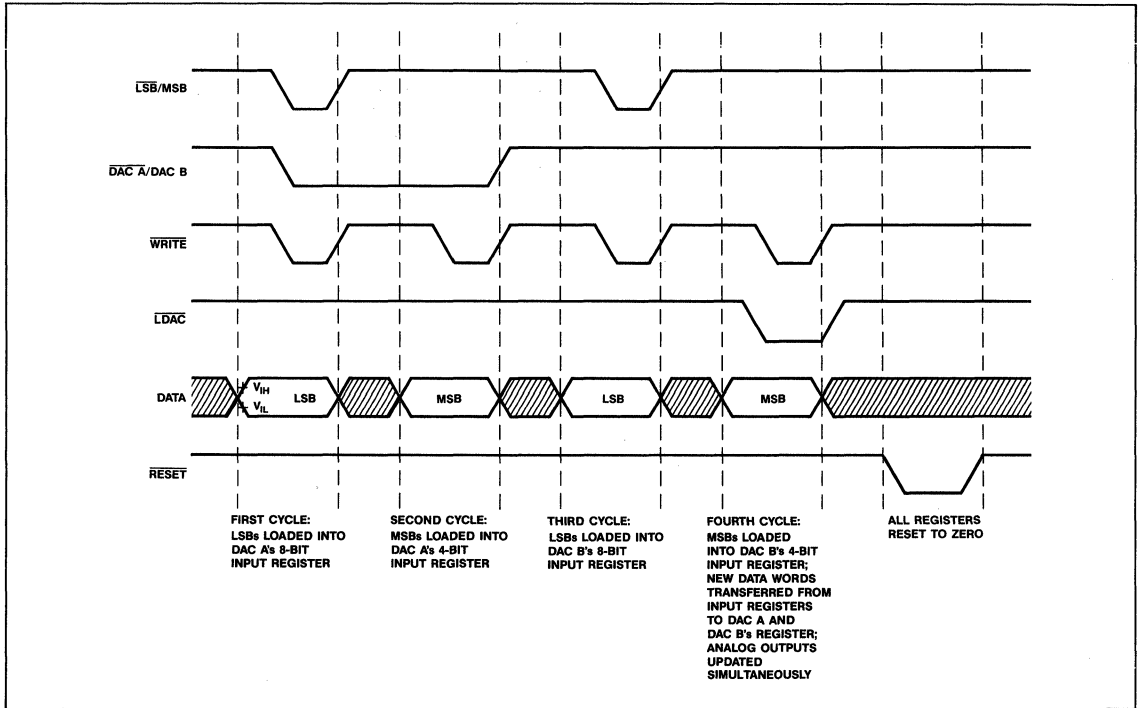 LSB/MSB
DAC A/DAC B
WRITE
LDAC
DATA
VIH
VIL
LSB
MSB
LSB
MSB
RESET
FIRST CYCLE:
LSBs LOADED INTO
DAC A's 8-BIT
INPUT REGISTER
SECOND CYCLE:
MSBs LOADED INTO
DAC A's 4-BIT
INPUT REGISTER
THIRD CYCLE:
LSBs LOADED INTO
DAC B's 8-BIT
INPUT REGISTER
FOURTH CYCLE:
MSBs LOADED
INTO DAC B's 4-BIT
INPUT REGISTER;
NEW DATA WORDS
TRANSFERRED FROM
INPUT REGISTERS
TO DAC A AND
DAC B's REGISTER;
ANALOG OUTPUTS
UPDATED
SIMULTANEOUSLY
ALL REGISTERS
RESET TO ZERO